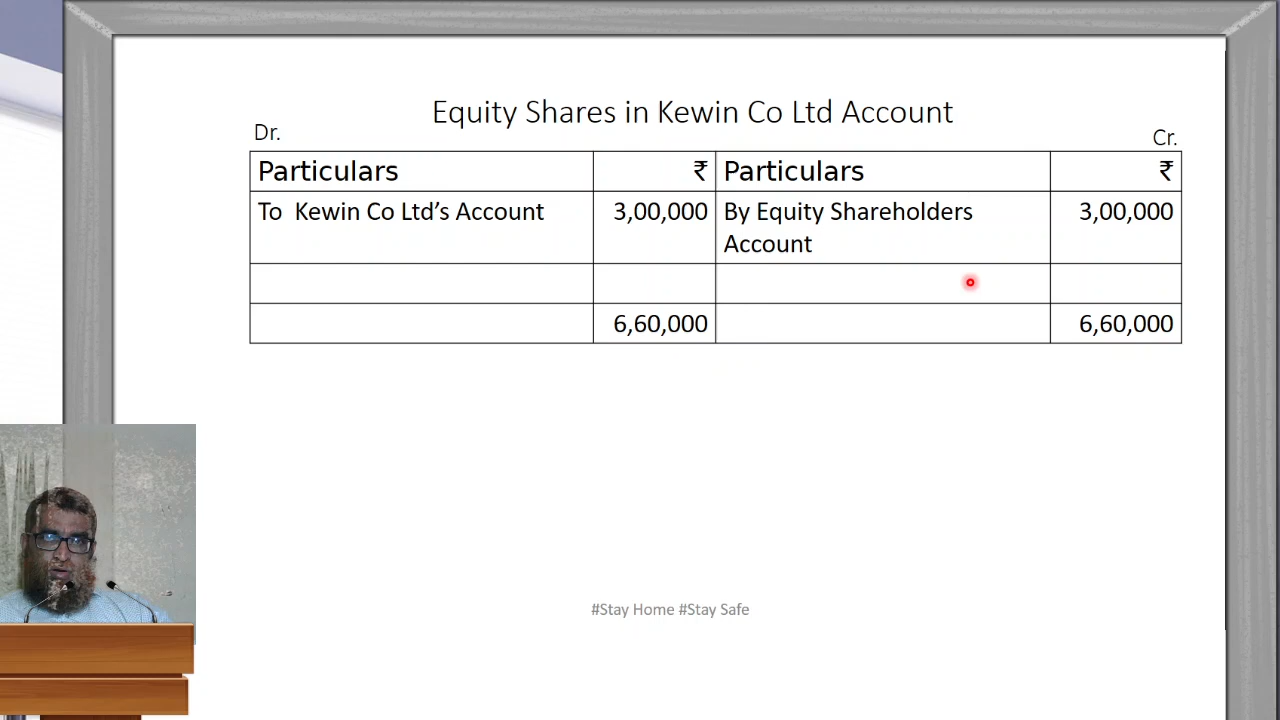 Equity Shares in Kewin Co Ltd Account
Dr.
Cr.
Particulars ₹ Particulars ₹
To Kewin Co Ltd’s Account 3,00,000 By Equity Shareholders 3,00,000
Account
6,60,000 6,60,000
#Stay Home #Stay Safe